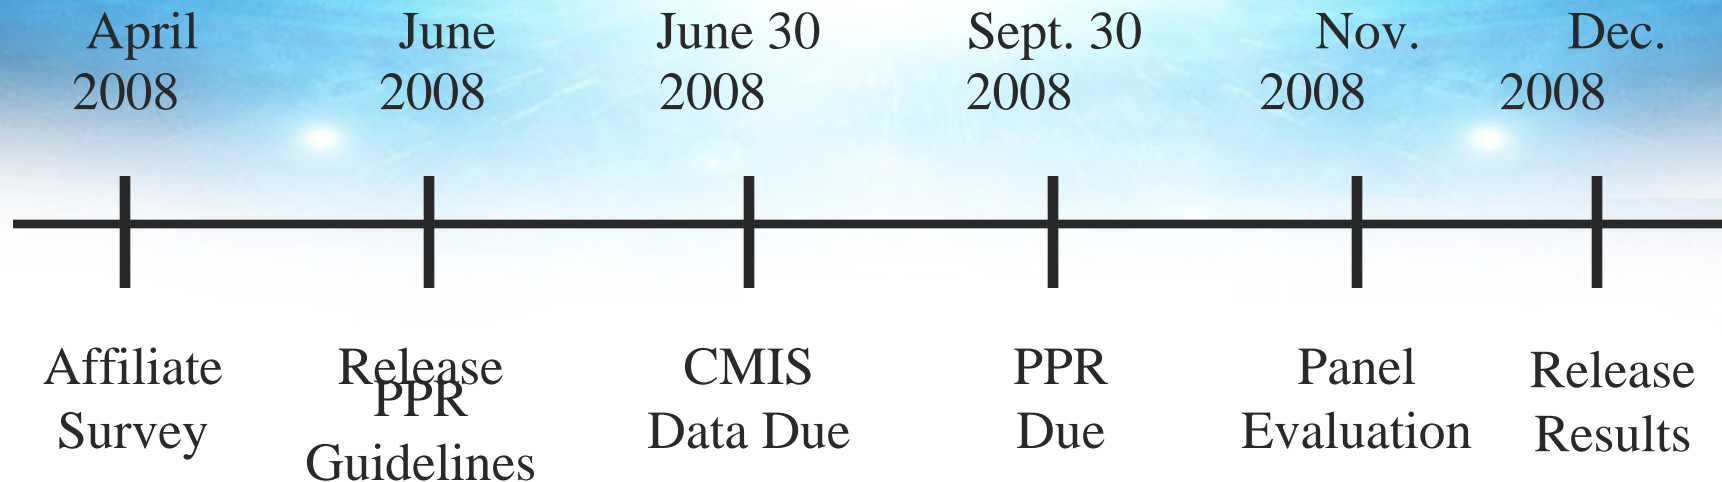 April
2008
June
2008
June 30
2008
Sept. 30
2008
Nov.
2008
Dec.
2008
Affiliate
Survey
Release
PPR
Guidelines
CMIS
Data Due
PPR
Due
Panel
Evaluation
Release
Results